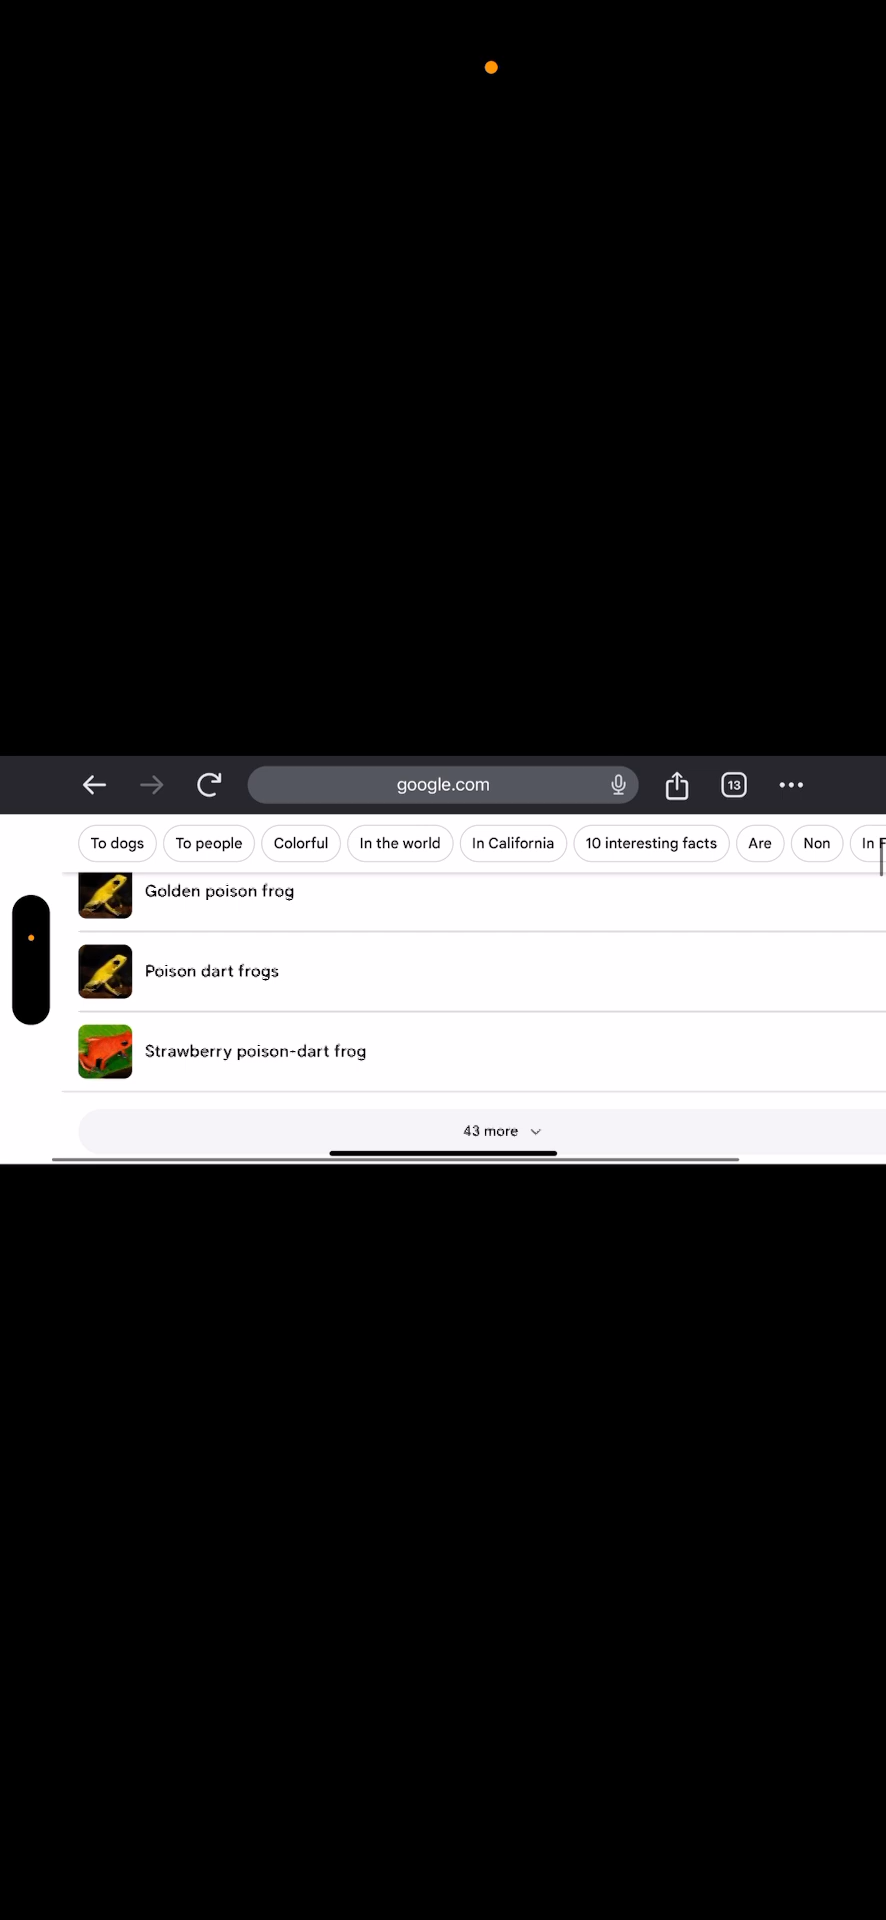 google.com
13
To dogs To people Colorful In the world In California 10 interesting facts Are Non In
Golden poison frog
Poison dart frogs
Strawberry poison-dart frog
43 more